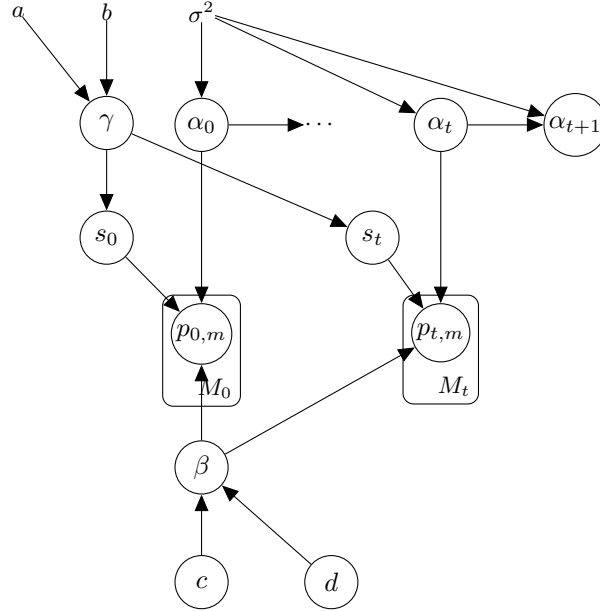 a b σ²
γ α₀ ··· αₜ αₜ₊₁
s₀ sₜ
p₀,ₘ pₜ,ₘ
M₀ Mₜ
β
c d